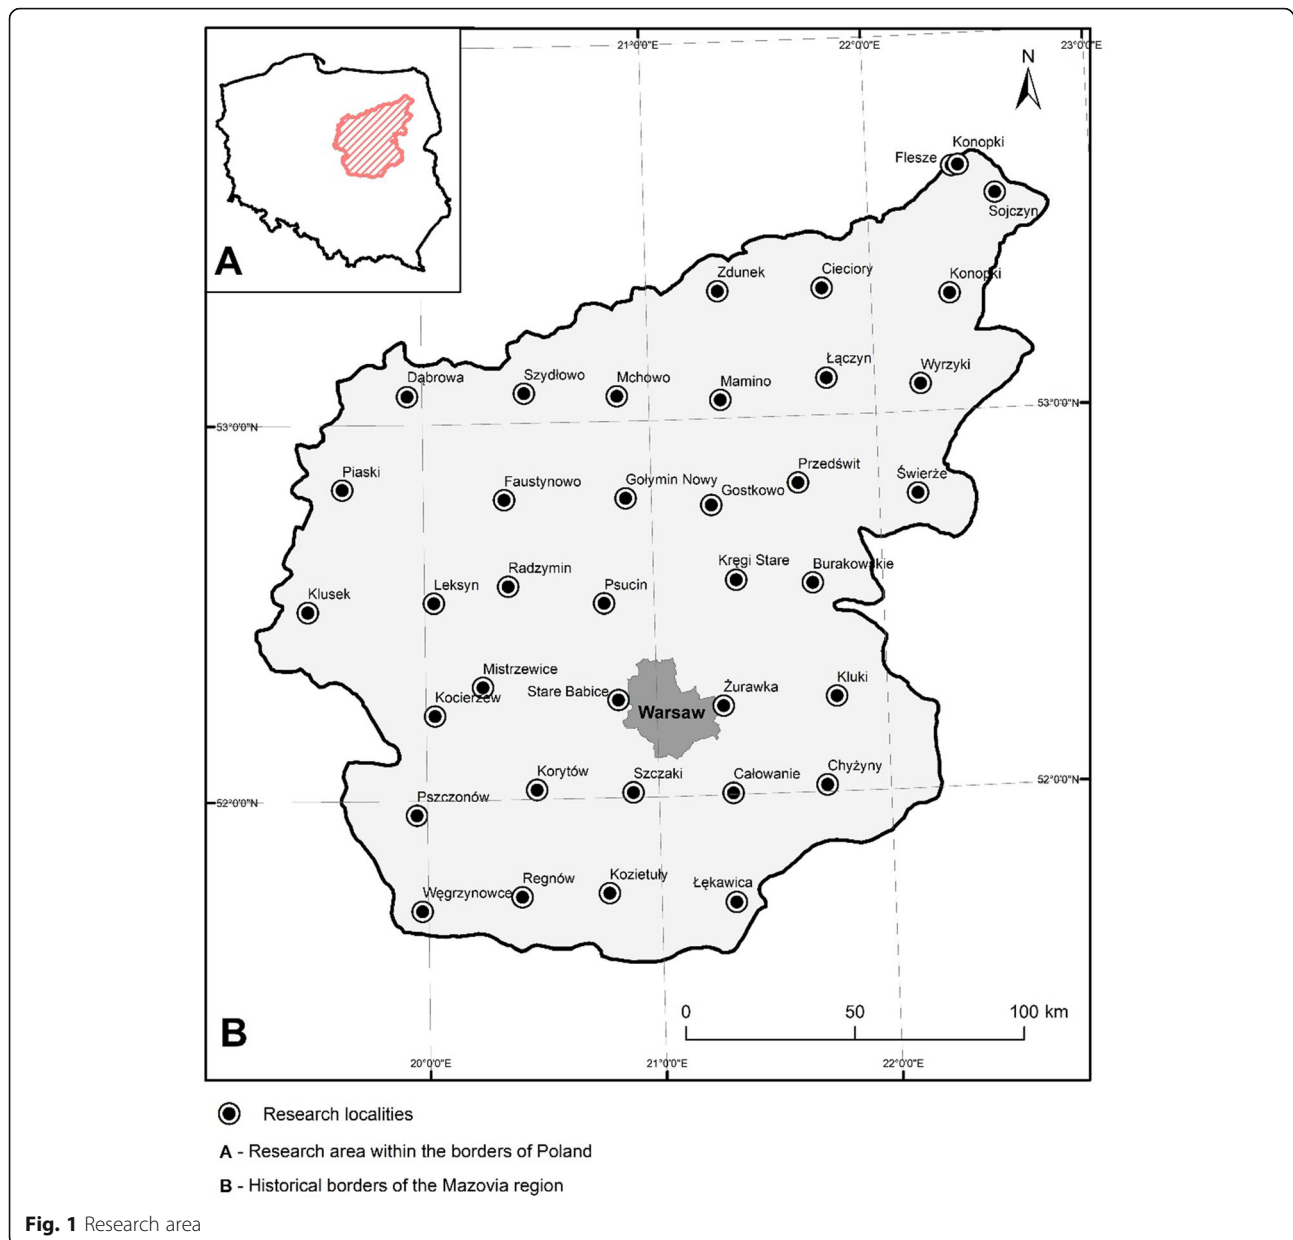 21°0'0"E
22°0'0"E
23°0'0"E
N
A
Konopki
Flesze
Sojczyn
Zdunek
Cieciory
Konopki
Dąbrowa
Szydłowo
Mchowo
Mamino
Łączyn
Wyrzyki
53°0'0"N
53°0'0"N
Piaski
Faustynowo
Gołymin Nowy
Gostkowo
Przedświt
Świerże
Klusek
Leksyn
Radzymin
Psucin
Kręgi Stare
Burakowskie
Mistrzewice
Kocierzew
Stare Babice
Warsaw
Żurawka
Kluki
Korytów
Szczaki
Całowanie
Chyżyny
52°0'0"N
52°0'0"N
Pszczonów
Węgrzynowce
Regnów
Kozietuły
Łękawica
0 50 100 km
B
20°0'0"E
21°0'0"E
22°0'0"E
Research localities
A - Research area within the borders of Poland
B - Historical borders of the Mazovia region
Fig. 1 Research area